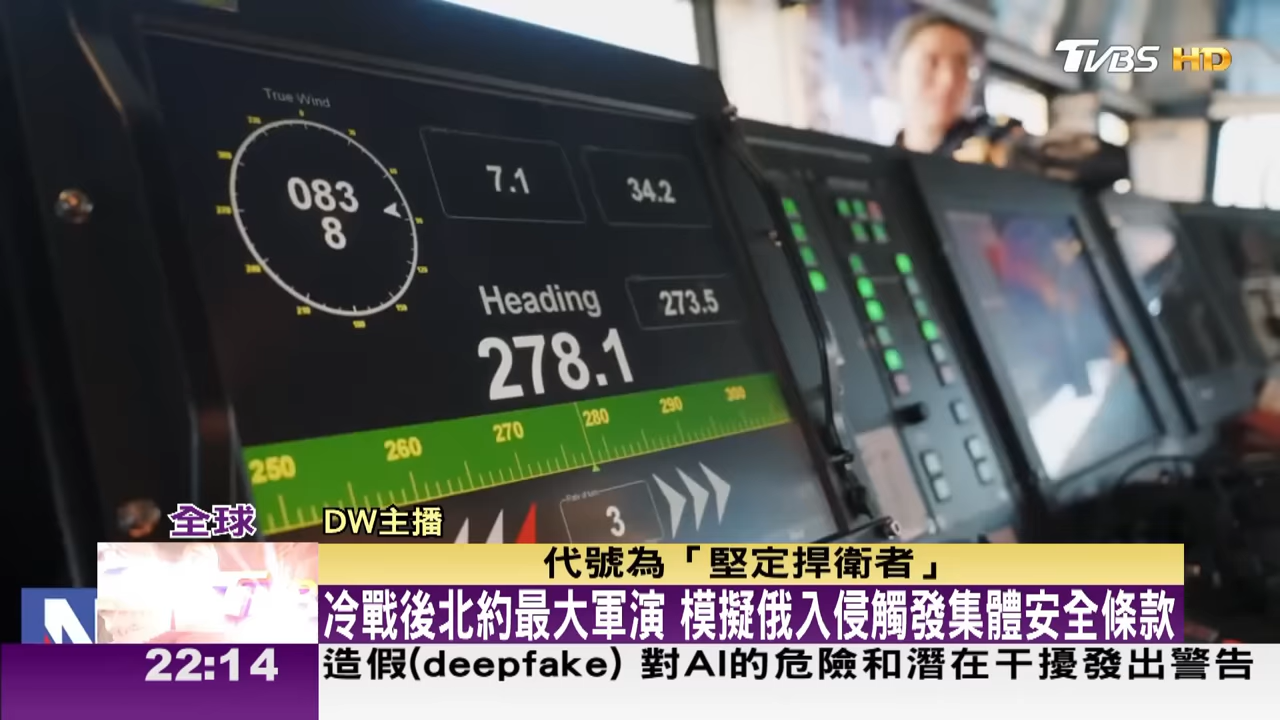 TVBS HD
True Wind
083
8
7.1
34.2
Heading
273.5
278.1
250 260 270 280 290 300
3
全球
DW主播
代號為「堅定捍衛者」
冷戰後北約最大軍演 模擬俄入侵觸發集體安全條款
22:14
造假(deepfake) 對AI的危險和潛在干擾發出警告